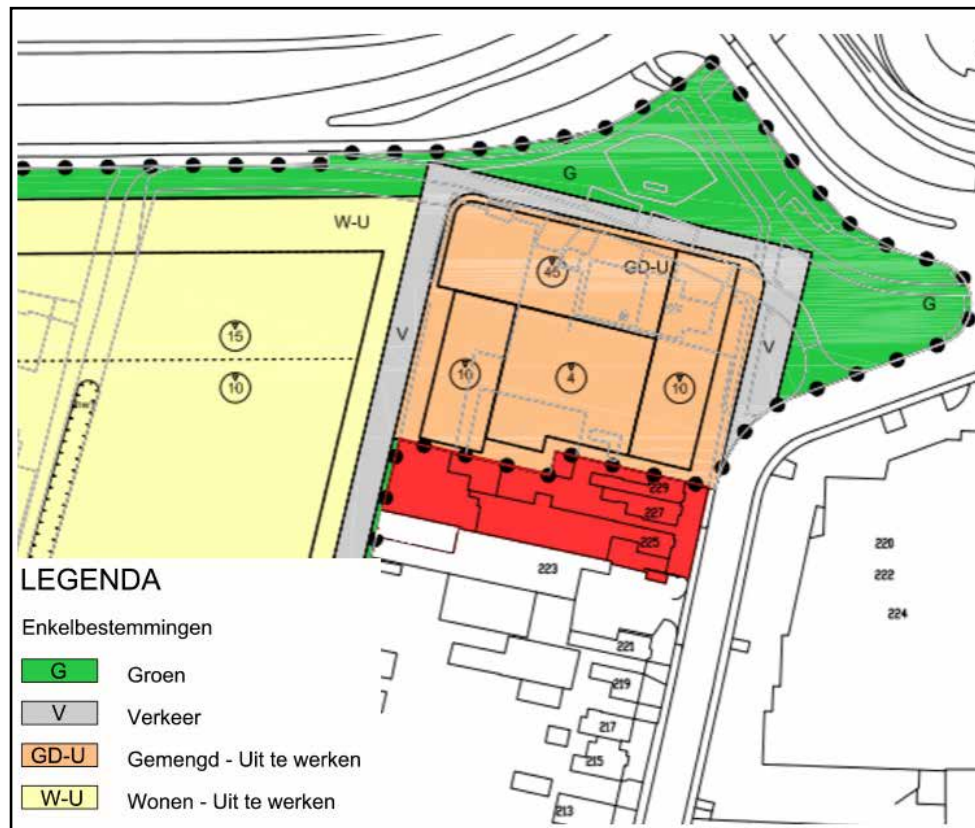 G
W-U
45
GD-U
G
15
V
V
10
10
4
10
229
227
225
223
220
222
224
221
219
217
215
213
LEGENDA
Enkelbestemmingen
G Groen
V Verkeer
GD-U Gemengd - Uit te werken
W-U Wonen - Uit te werken